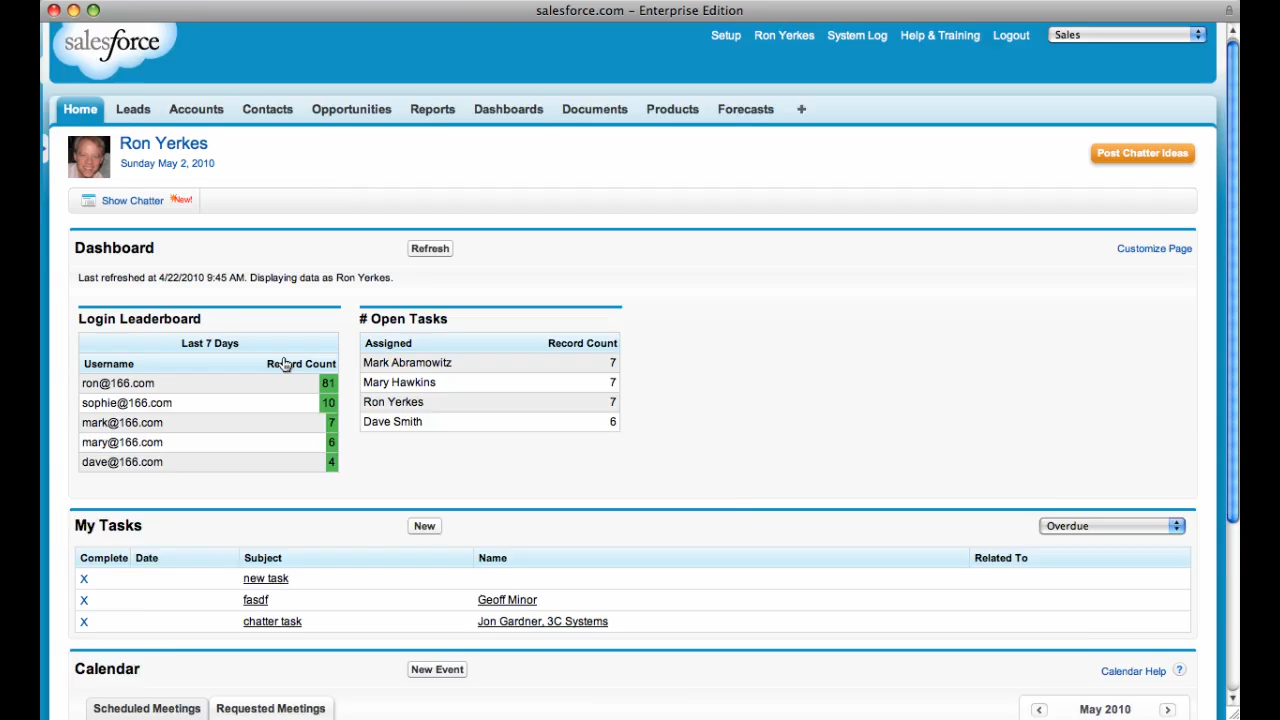 salesforce.com – Enterprise Edition
salesforce
Setup Ron Yerkes System Log Help & Training Logout Sales
Home Leads Accounts Contacts Opportunities Reports Dashboards Documents Products Forecasts +
Ron Yerkes
Sunday May 2, 2010
Post Chatter Ideas
Show Chatter New!
Dashboard Refresh Customize Page
Last refreshed at 4/22/2010 9:45 AM. Displaying data as Ron Yerkes.
Login Leaderboard
Last 7 Days
Username Record Count
ron@166.com 81
sophie@166.com 10
mark@166.com 7
mary@166.com 6
dave@166.com 4
# Open Tasks
Assigned Record Count
Mark Abramowitz 7
Mary Hawkins 7
Ron Yerkes 7
Dave Smith 6
My Tasks New Overdue
Complete Date Subject Name Related To
X new task
X fasdf Geoff Minor
X chatter task Jon Gardner, 3C Systems
Calendar New Event Calendar Help ?
Scheduled Meetings Requested Meetings < May 2010 >